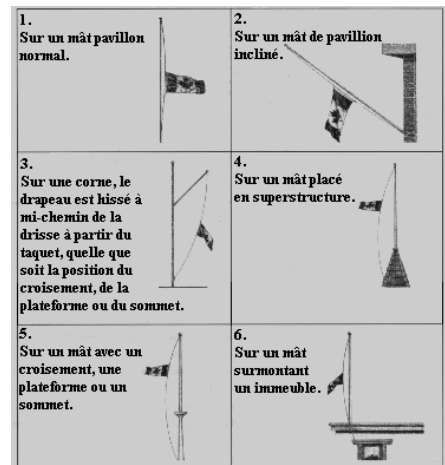 1.
Sur un mât pavillon
normal.
2.
Sur un mât de pavillion
incliné.
3.
Sur une corne, le
drapeau est hissé à
mi-chemin de la
drisse à partir du
taquet, quelle que
soit la position du
croisement, de la
plateforme ou du sommet.
4.
Sur un mât placé
en superstructure.
5.
Sur un mât avec un
croisement, une
plateforme ou un
sommet.
6.
Sur un mât
surmontant
un immeuble.